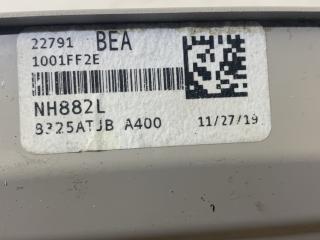 22791 BEA
1001FF2E
NH882L
8325ATJB A400 11/27/19